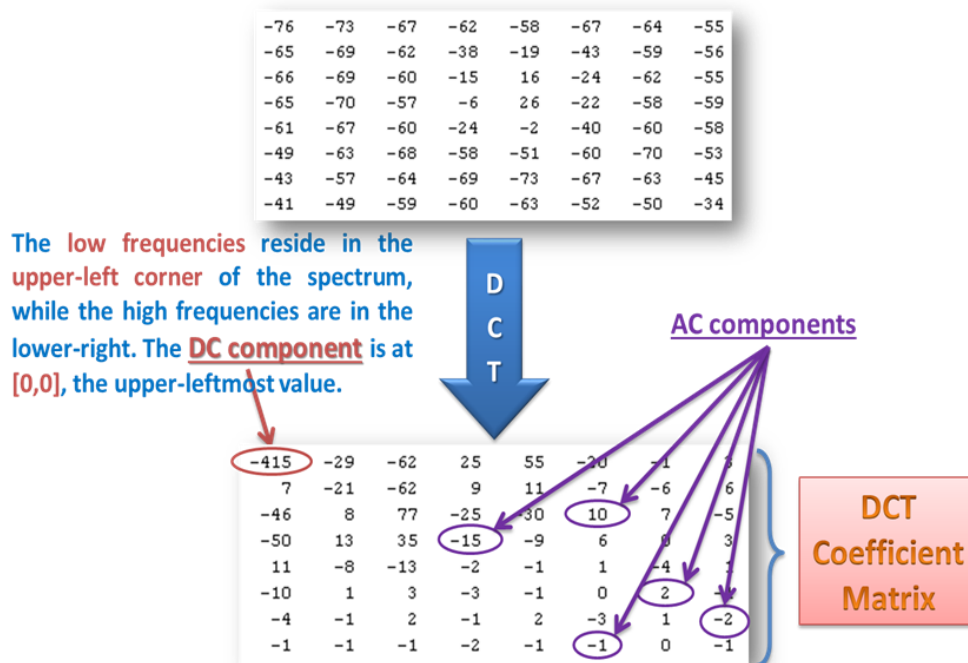 -76 -73 -67 -62 -58 -67 -64 -55
-65 -69 -62 -38 -19 -43 -59 -56
-66 -69 -60 -15 16 -24 -62 -55
-65 -70 -57 -6 26 -22 -58 -59
-61 -67 -60 -24 -2 -40 -60 -58
-49 -63 -68 -58 -51 -60 -70 -53
-43 -57 -64 -69 -73 -67 -63 -45
-41 -49 -59 -60 -63 -52 -50 -34
The low frequencies reside in the
upper-left corner of the spectrum,
while the high frequencies are in the
lower-right. The DC component is at
[0,0], the upper-leftmost value.
D
C
T
AC components
-415 -29 -62 25 55 -20 -1 3
7 -21 -62 9 11 -7 -6 6
-46 8 77 -25 -30 10 7 -5
-50 13 35 -15 -9 6 0 3
11 -8 -13 -2 -1 1 -4 1
-10 1 3 -3 -1 0 2
-4 -1 2 -1 2 -3 1 -2
-1 -1 -1 -2 -1 -1 0 -1
DCT
Coefficient
Matrix